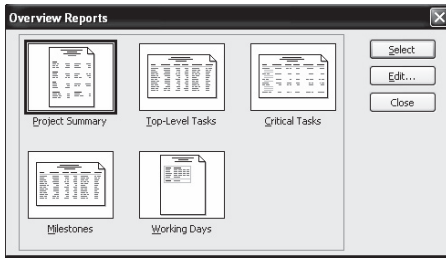 Overview Reports
Select
Edit...
Close
Project Summary
Top-Level Tasks
Critical Tasks
Milestones
Working Days